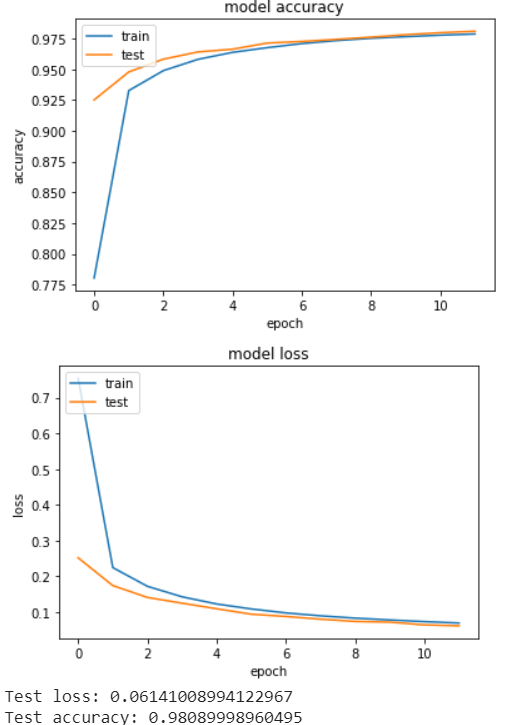 model accuracy
train
test
0.975
0.950
0.925
0.900
0.875
0.850
0.825
0.800
0.775
accuracy
0 2 4 6 8 10
epoch
model loss
train
test
0.7
0.6
0.5
0.4
0.3
0.2
0.1
loss
0 2 4 6 8 10
epoch
Test loss: 0.06141008994122967
Test accuracy: 0.98089998960495